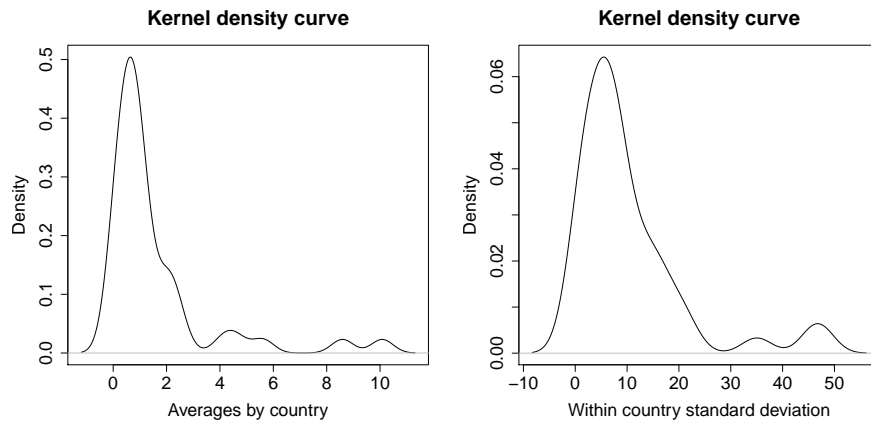 Kernel density curve
Density
0.0 0.1 0.2 0.3 0.4 0.5
0 2 4 6 8 10
Averages by country
Kernel density curve
Density
0.00 0.02 0.04 0.06
−10 0 10 20 30 40 50
Within country standard deviation